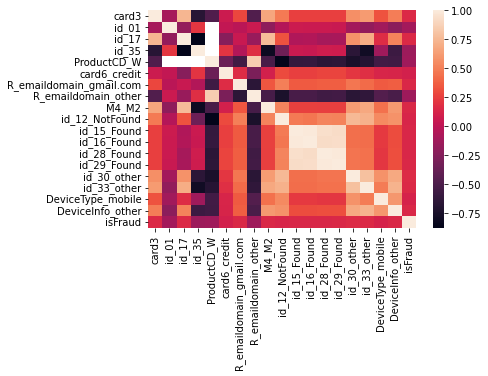 card3
id_01
id_17
id_35
ProductCD_W
card6_credit
R_emaildomain_gmail.com
R_emaildomain_other
M4_M2
id_12_NotFound
id_15_Found
id_16_Found
id_28_Found
id_29_Found
id_30_other
id_33_other
DeviceType_mobile
DeviceInfo_other
isFraud
card3
id_01
id_17
id_35
ProductCD_W
card6_credit
R_emaildomain_gmail.com
R_emaildomain_other
M4_M2
id_12_NotFound
id_15_Found
id_16_Found
id_28_Found
id_29_Found
id_30_other
id_33_other
DeviceType_mobile
DeviceInfo_other
isFraud
1.00
0.75
0.50
0.25
0.00
−0.25
−0.50
−0.75